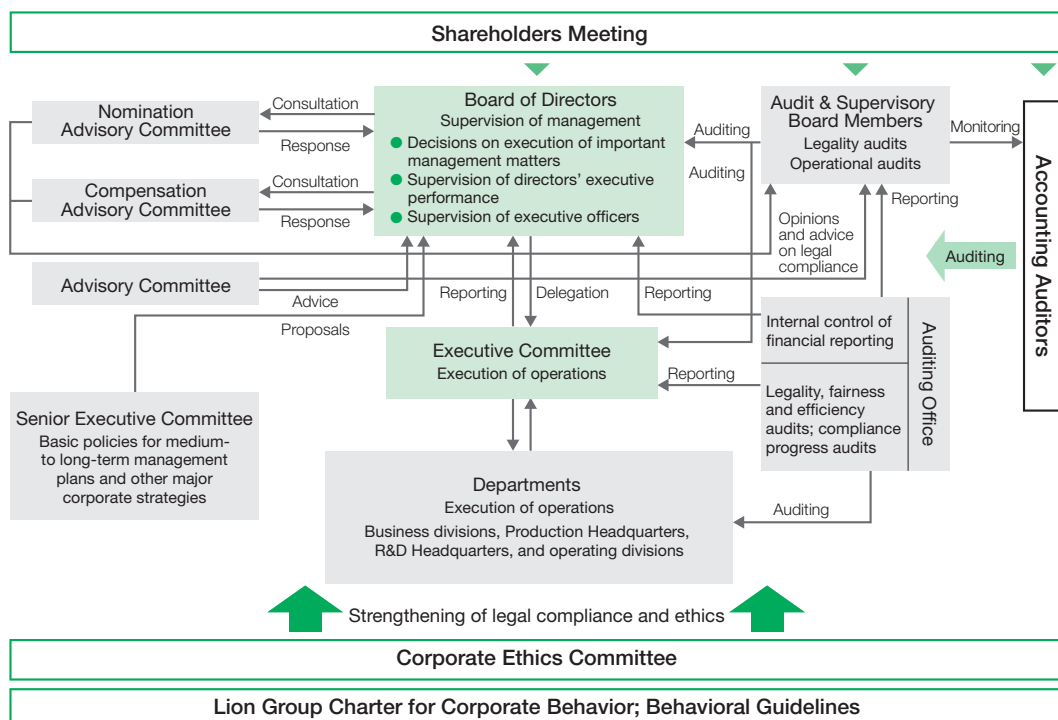 Shareholders Meeting
Nomination
Advisory Committee
Consultation
Response
Compensation
Advisory Committee
Consultation
Response
Board of Directors
Supervision of management
● Decisions on execution of important
management matters
● Supervision of directors’ executive
performance
● Supervision of executive officers
Auditing
Auditing
Audit & Supervisory
Board Members
Legality audits
Operational audits
Monitoring
Reporting
Accounting Auditors
Opinions
and advice
on legal
compliance
Auditing
Advisory Committee
Advice
Proposals
Reporting
Delegation
Reporting
Internal control of
financial reporting
Auditing Office
Executive Committee
Execution of operations
Reporting
Legality, fairness
and efficiency
audits; compliance
progress audits
Senior Executive Committee
Basic policies for medium-
to long-term management
plans and other major
corporate strategies
Departments
Execution of operations
Business divisions, Production Headquarters,
R&D Headquarters, and operating divisions
Auditing
Strengthening of legal compliance and ethics
Corporate Ethics Committee
Lion Group Charter for Corporate Behavior; Behavioral Guidelines